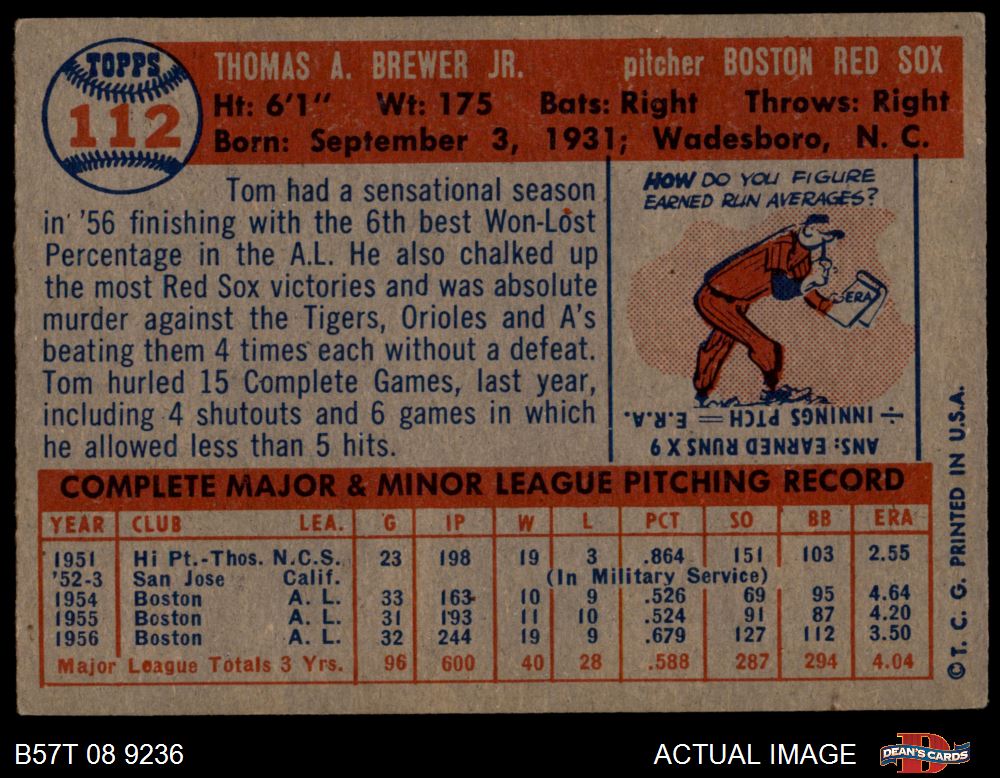 TOPPS
112
THOMAS A. BREWER JR. pitcher BOSTON RED SOX
Ht: 6'1" Wt: 175 Bats: Right Throws: Right
Born: September 3, 1931; Wadesboro, N. C.
Tom had a sensational season
in '56 finishing with the 6th best Won-Lost
Percentage in the A.L. He also chalked up
the most Red Sox victories and was absolute
murder against the Tigers, Orioles and A's
beating them 4 times each without a defeat.
Tom hurled 15 Complete Games, last year,
including 4 shutouts and 6 games in which
he allowed less than 5 hits.
HOW DO YOU FIGURE
EARNED RUN AVERAGES?
ERA
ANS: EARNED RUNS X 9
÷ INNINGS PTCH = E.R.A.
COMPLETE MAJOR & MINOR LEAGUE PITCHING RECORD
YEAR CLUB LEA. G IP W L PCT SO BB ERA
1951 Hi Pt.-Thos. N.C.S. 23 198 19 3 .864 151 103 2.55
'52-3 San Jose Calif. (In Military Service)
1954 Boston A. L. 33 163 10 9 .526 69 95 4.64
1955 Boston A. L. 31 193 11 10 .524 91 87 4.20
1956 Boston A. L. 32 244 19 9 .679 127 112 3.50
Major League Totals 3 Yrs. 96 600 40 28 .588 287 294 4.04
© T. C. G. PRINTED IN U.S.A.
B57T 08 9236 ACTUAL IMAGE
D
DEAN'S CARDS